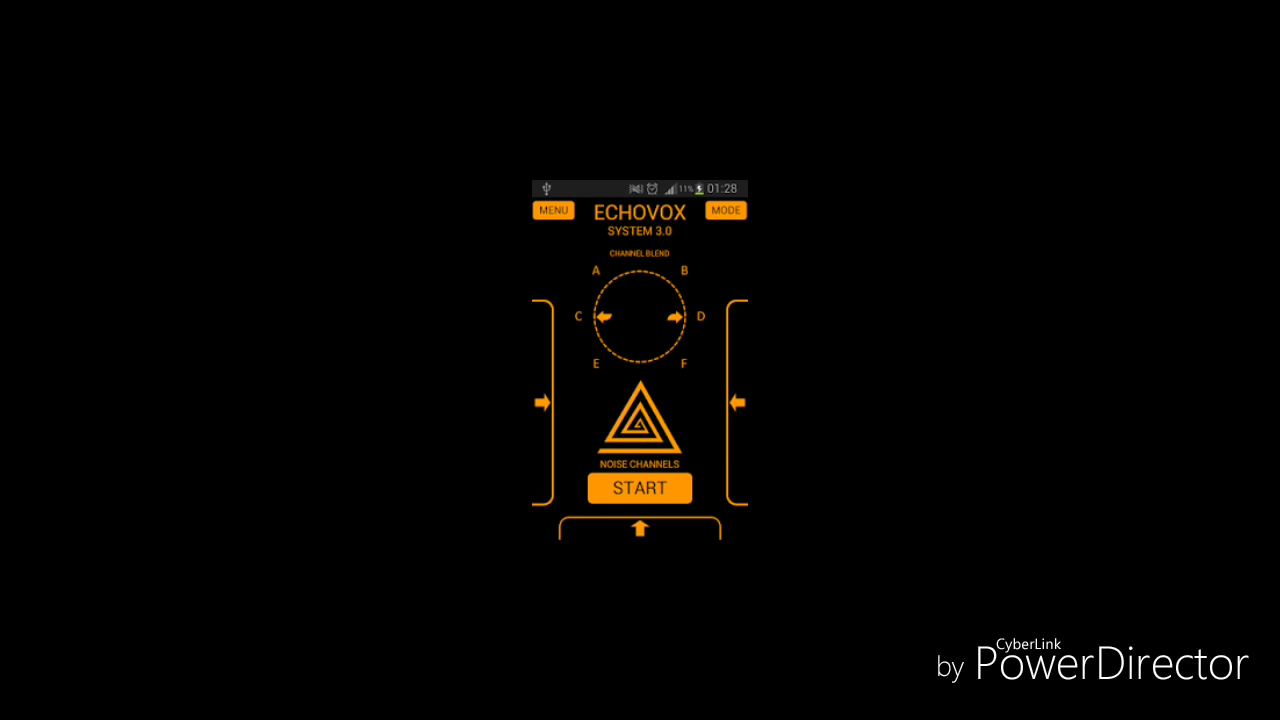 11% 01:28
MENU
ECHOVOX
MODE
SYSTEM 3.0
CHANNEL BLEND
A B
C D
E F
NOISE CHANNELS
START
CyberLink
by PowerDirector